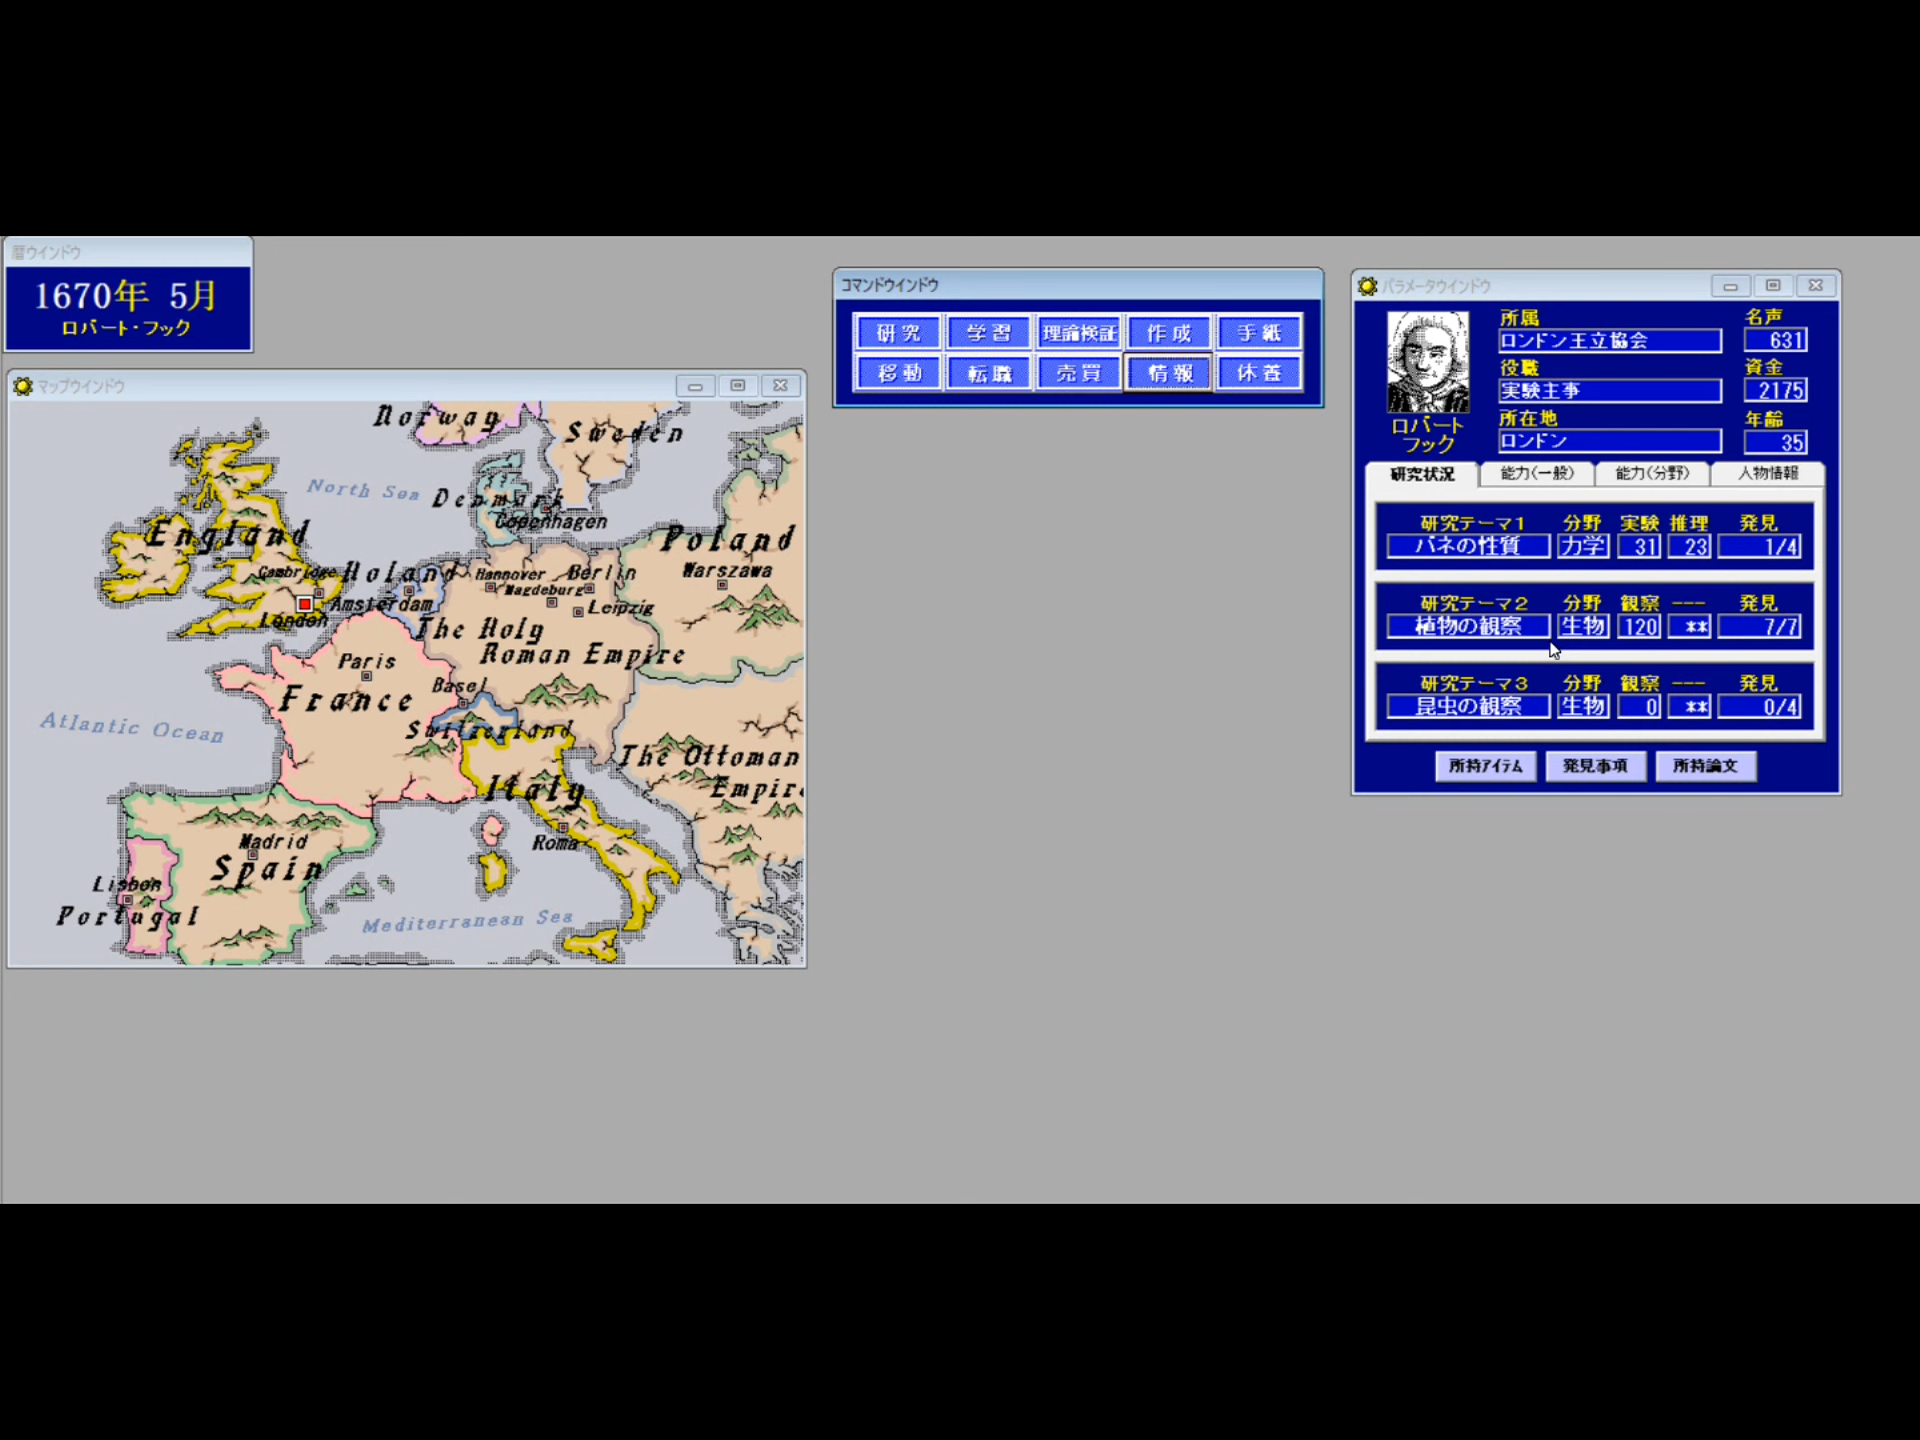 暦ウインドウ
1670年 5月
ロバート・フック
マップウインドウ
Norway
Sweden
North Sea
Denmark
Copenhagen
England
Poland
Cambridge
Holand
Hannover
Berlin
Warszawa
Magdeburg
Amsterdam
Leipzig
London
The Holy
Roman Empire
Paris
France
Basel
Switzerland
Atlantic Ocean
The Ottoman
Empire
Italy
Roma
Madrid
Spain
Lisbon
Portugal
Mediterranean Sea
コマンドウインドウ
研究 学習 理論検証 作成 手紙
移動 転職 売買 情報 休養
パラメータウインドウ
所属 名声
ロンドン王立協会 631
役職 資金
実験主事 2175
所在地 年齢
ロンドン 35
ロバート
フック
研究状況 能力(一般) 能力(分野) 人物情報
研究テーマ1 分野 実験 推理 発見
バネの性質 力学 31 23 1/4
研究テーマ2 分野 観察 --- 発見
植物の観察 生物 120 ** 7/7
研究テーマ3 分野 観察 --- 発見
昆虫の観察 生物 0 ** 0/4
所持アイテム 発見事項 所持論文